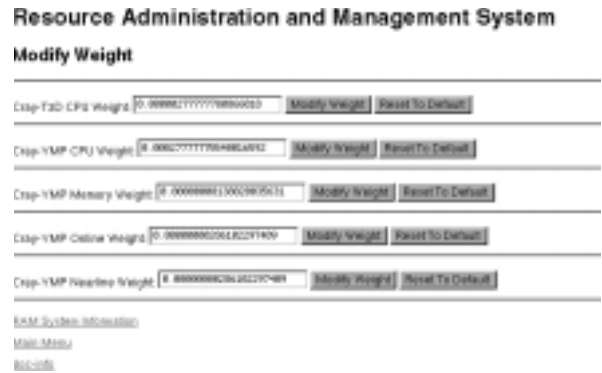 Resource Administration and Management System
Modify Weight
Cray-T3D CPU Weight: Modify Weight Reset To Default
Cray-YMP CPU Weight: Modify Weight Reset To Default
Cray-YMP Memory Weight: Modify Weight Reset To Default
Cray-YMP Online Weight: Modify Weight Reset To Default
Cray-YMP Nearline Weight: Modify Weight Reset To Default
RAM System Information
Main Menu
doc-info